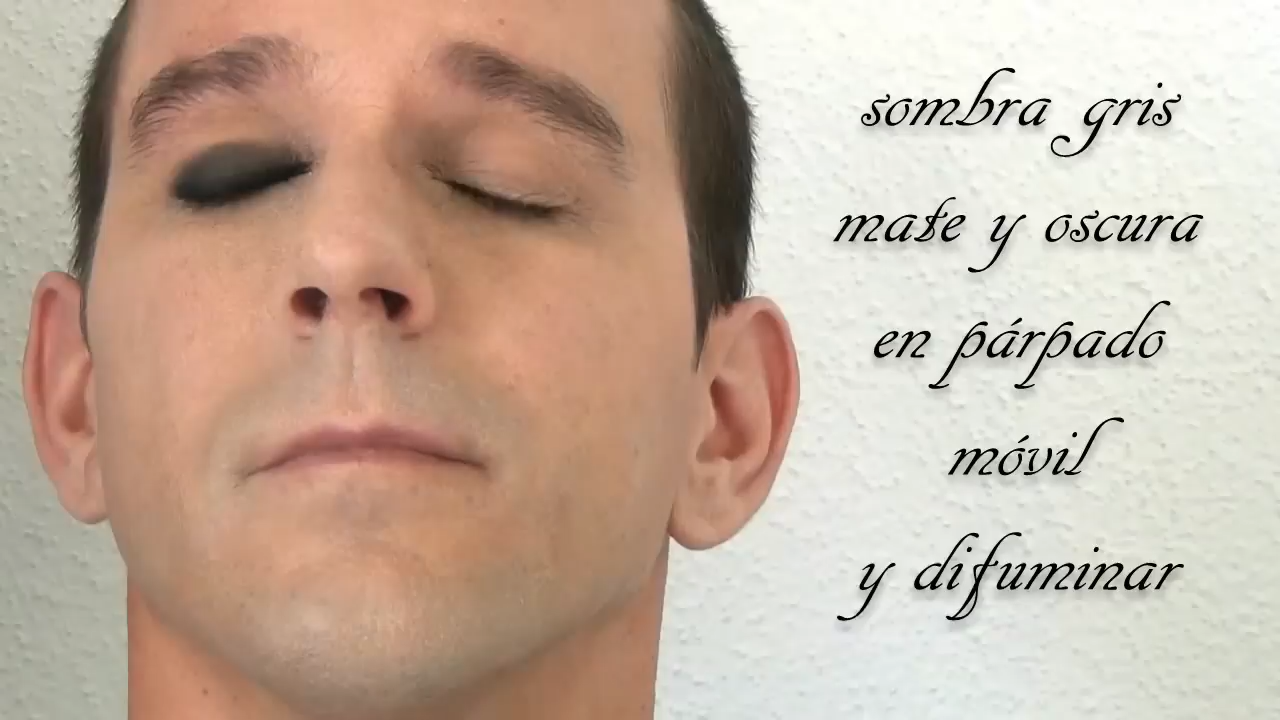 sombra gris
mate y oscura
en párpado
móvil
y difuminar